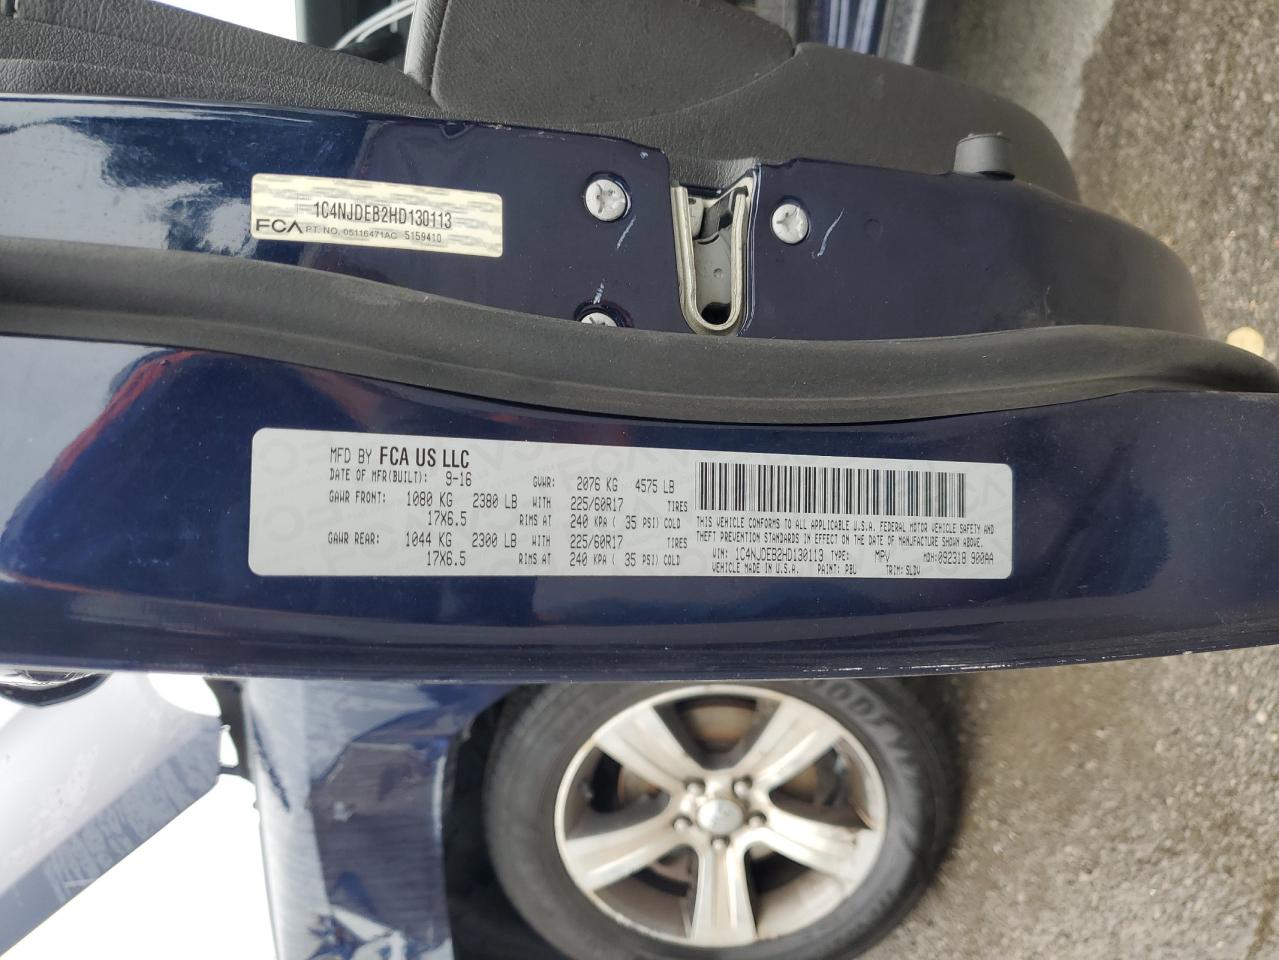 1C4NJDEB2HD130113
FCA P.T. NO. 05116471AC 5159410
MFD BY FCA US LLC
DATE OF MFR(BUILT): 9-16 GVWR: 2076 KG 4575 LB
GAWR FRONT: 1080 KG 2380 LB WITH 225/60R17 TIRES
17X6.5 RIMS AT 240 KPA ( 35 PSI) COLD
GAWR REAR: 1044 KG 2300 LB WITH 225/60R17 TIRES
17X6.5 RIMS AT 240 KPA ( 35 PSI) COLD
THIS VEHICLE CONFORMS TO ALL APPLICABLE U.S.A. FEDERAL MOTOR VEHICLE SAFETY AND
THEFT PREVENTION STANDARDS IN EFFECT ON THE DATE OF MANUFACTURE SHOWN ABOVE.
VIN: 1C4NJDEB2HD130113 TYPE: MPV MDH: 092318 900AA
VEHICLE MADE IN U.S.A. PAINT: PBU TRIM: SLDV